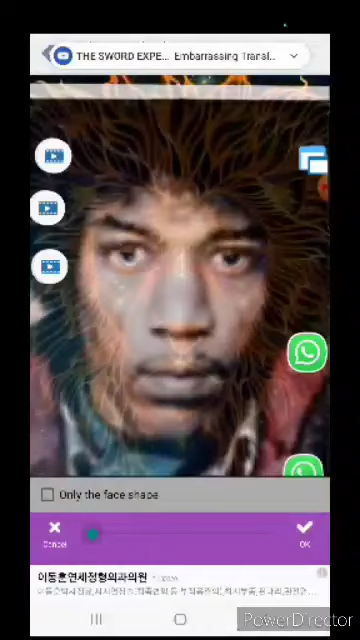 THE SWORD EXPE... Embarrassing Transl..
Only the face shape
Cancel
OK
이동훈연세정형외과의원
PowerDirector